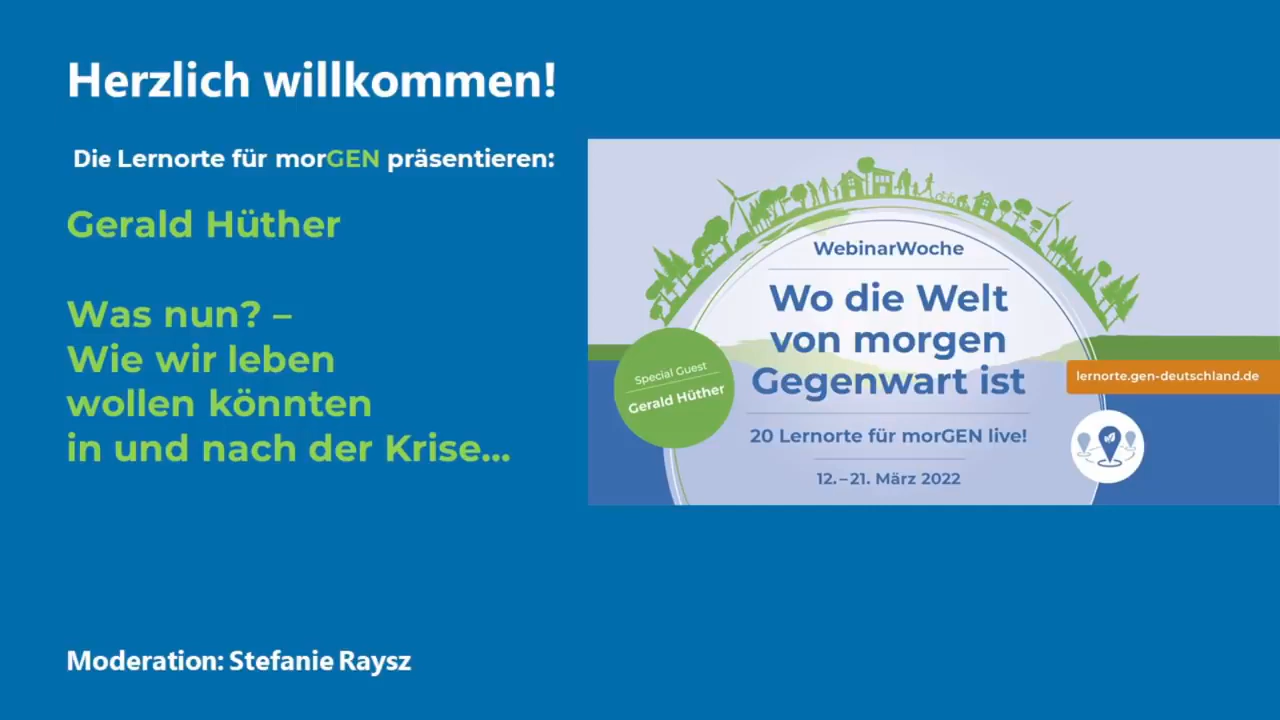 Herzlich willkommen!
Die Lernorte für morGEN präsentieren:
Gerald Hüther
Was nun? –
Wie wir leben
wollen könnten
in und nach der Krise...
WebinarWoche
Wo die Welt
von morgen
Gegenwart ist
20 Lernorte für morGEN live!
12. – 21. März 2022
Special Guest
Gerald Hüther
lernorte.gen-deutschland.de
Moderation: Stefanie Raysz